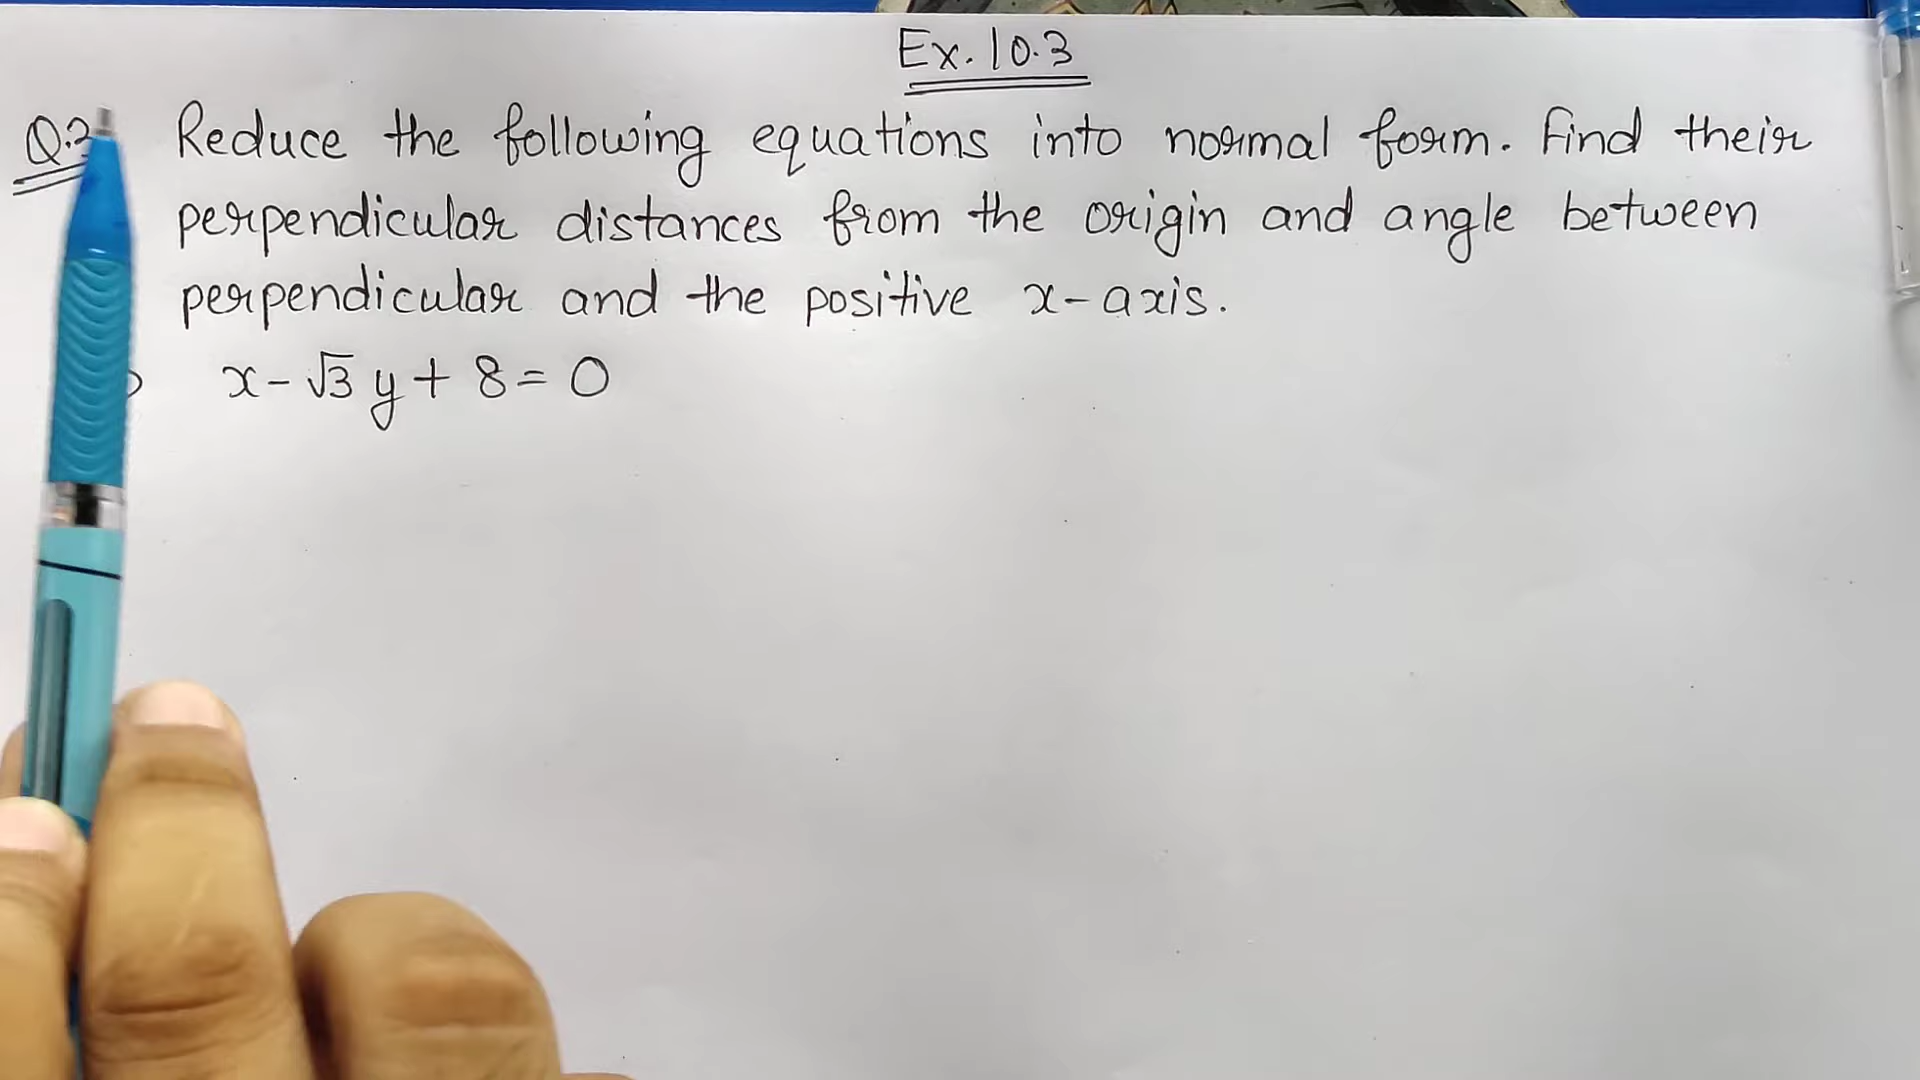 Ex. 10.3
Reduce the following equations into normal form. Find their
perpendicular distances from the origin and angle between
perpendicular and the positive x-axis.
x - √3 y + 8 = 0